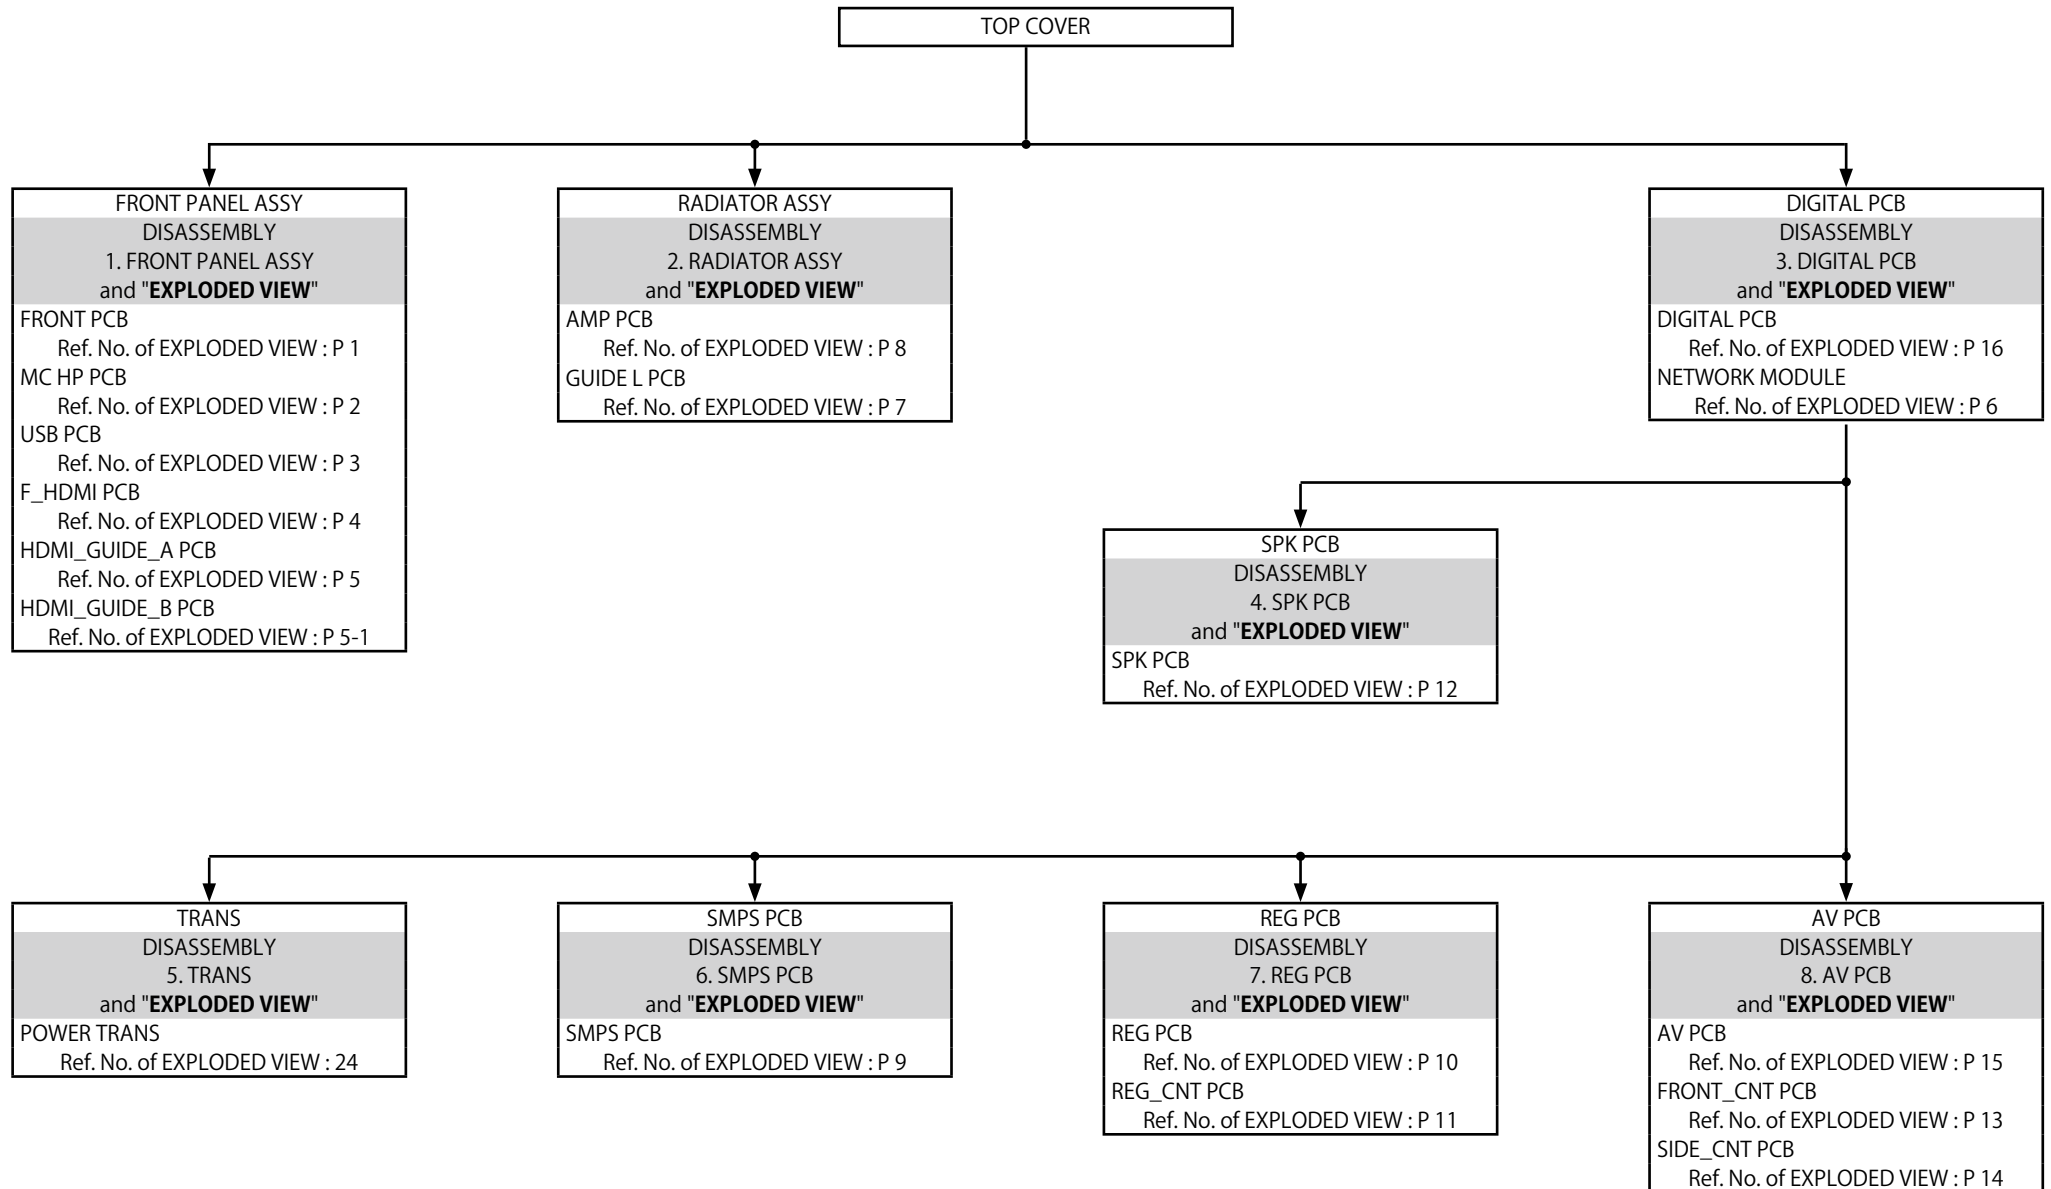 TOP COVER
FRONT PANEL ASSY
DISASSEMBLY
1. FRONT PANEL ASSY
and "EXPLODED VIEW"
FRONT PCB
Ref. No. of EXPLODED VIEW : P 1
MC HP PCB
Ref. No. of EXPLODED VIEW : P 2
USB PCB
Ref. No. of EXPLODED VIEW : P 3
F_HDMI PCB
Ref. No. of EXPLODED VIEW : P 4
HDMI_GUIDE_A PCB
Ref. No. of EXPLODED VIEW : P 5
HDMI_GUIDE_B PCB
Ref. No. of EXPLODED VIEW : P 5-1
RADIATOR ASSY
DISASSEMBLY
2. RADIATOR ASSY
and "EXPLODED VIEW"
AMP PCB
Ref. No. of EXPLODED VIEW : P 8
GUIDE L PCB
Ref. No. of EXPLODED VIEW : P 7
DIGITAL PCB
DISASSEMBLY
3. DIGITAL PCB
and "EXPLODED VIEW"
DIGITAL PCB
Ref. No. of EXPLODED VIEW : P 16
NETWORK MODULE
Ref. No. of EXPLODED VIEW : P 6
SPK PCB
DISASSEMBLY
4. SPK PCB
and "EXPLODED VIEW"
SPK PCB
Ref. No. of EXPLODED VIEW : P 12
TRANS
DISASSEMBLY
5. TRANS
and "EXPLODED VIEW"
POWER TRANS
Ref. No. of EXPLODED VIEW : 24
SMPS PCB
DISASSEMBLY
6. SMPS PCB
and "EXPLODED VIEW"
SMPS PCB
Ref. No. of EXPLODED VIEW : P 9
REG PCB
DISASSEMBLY
7. REG PCB
and "EXPLODED VIEW"
REG PCB
Ref. No. of EXPLODED VIEW : P 10
REG_CNT PCB
Ref. No. of EXPLODED VIEW : P 11
AV PCB
DISASSEMBLY
8. AV PCB
and "EXPLODED VIEW"
AV PCB
Ref. No. of EXPLODED VIEW : P 15
FRONT_CNT PCB
Ref. No. of EXPLODED VIEW : P 13
SIDE_CNT PCB
Ref. No. of EXPLODED VIEW : P 14